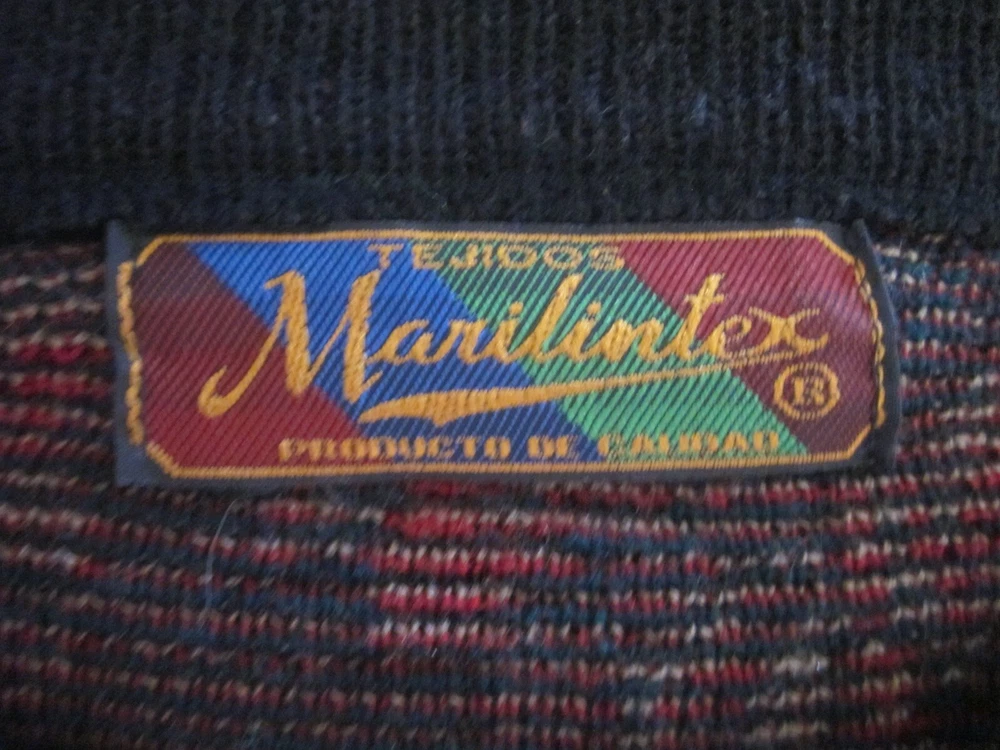 TEJIDOS
Marilintex ®
PRODUCTO DE CALIDAD